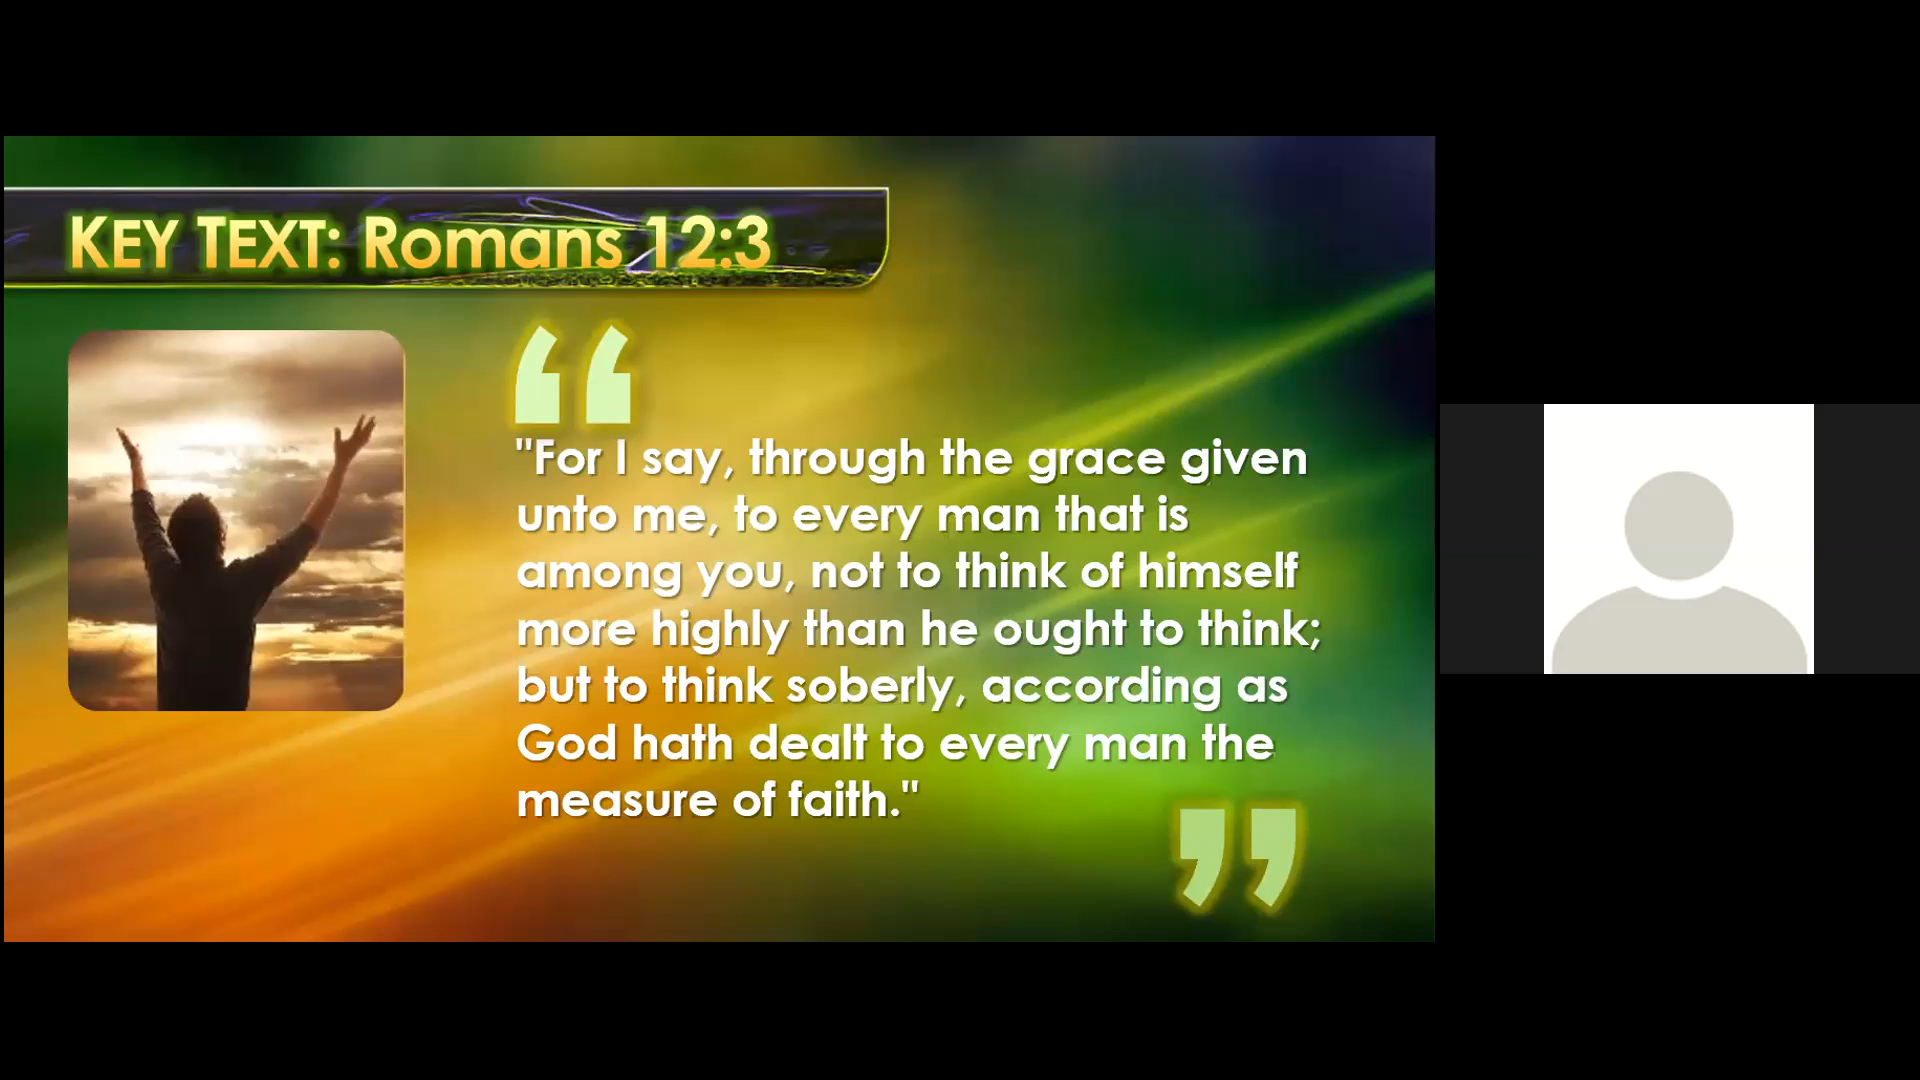 KEY TEXT: Romans 12:3
“
"For I say, through the grace given
unto me, to every man that is
among you, not to think of himself
more highly than he ought to think;
but to think soberly, according as
God hath dealt to every man the
measure of faith."
”